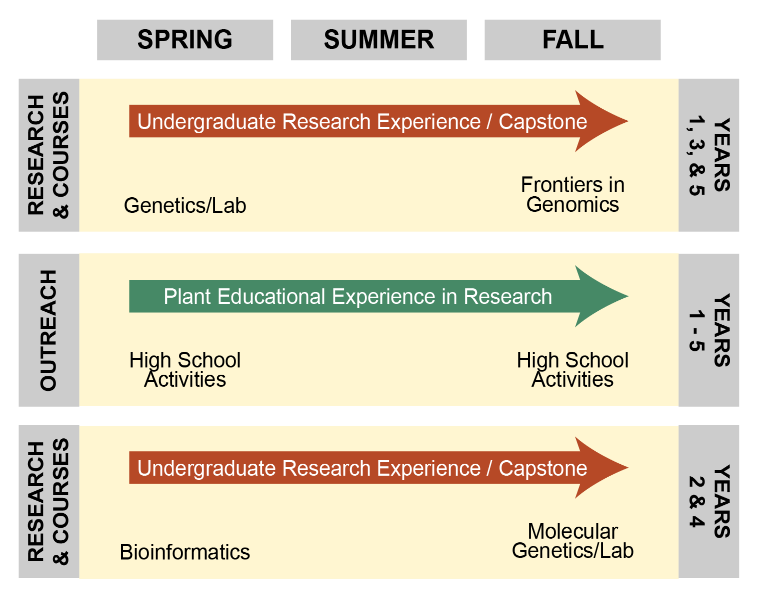 SPRING
SUMMER
FALL
RESEARCH
& COURSES
Undergraduate Research Experience / Capstone
Genetics/Lab
Frontiers in
Genomics
YEARS
1, 3, & 5
OUTREACH
Plant Educational Experience in Research
High School
Activities
High School
Activities
YEARS
1 - 5
RESEARCH
& COURSES
Undergraduate Research Experience / Capstone
Bioinformatics
Molecular
Genetics/Lab
YEARS
2 & 4